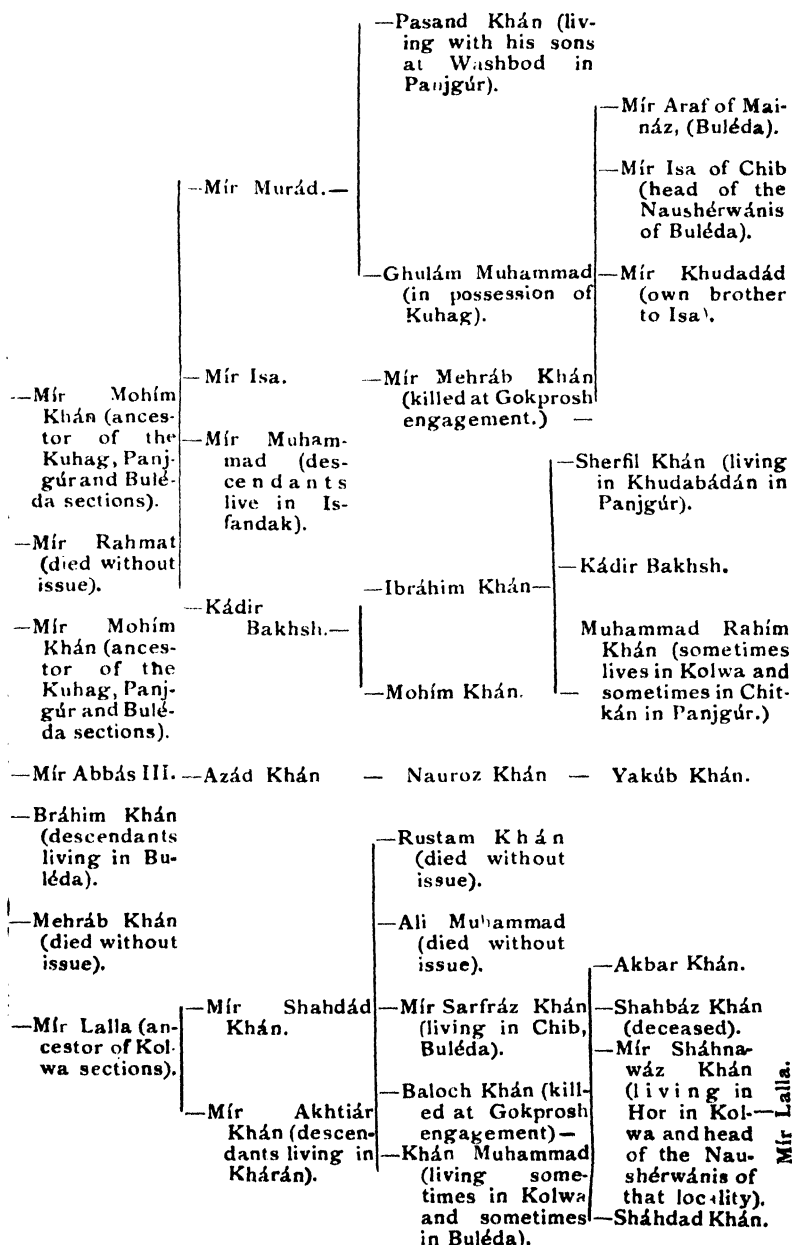 —Pasand Khán (liv-
ing with his sons
at Washbod in
Panjgúr).
—Mír Araf of Mai-
náz, (Buléda).
—Mír Isa of Chib
(head of the
Naushérwánis
of Buléda).
—Mír Murád.—
—Ghulám Muhammad
(in possession of
Kuhag).
—Mír Khudadád
(own brother
to Isa).
—Mír Isa.
—Mír Mehráb Khán
(killed at Gokprosh
engagement.) —
—Mír Mohím
Khán (ances-
tor of the
Kuhag, Panj-
gúr and Bulé-
da sections).
—Mír Muham-
mad (des-
cendants
live in Is-
fandak).
—Sherfil Khán (living
in Khudabádán in
Panjgúr).
—Mír Rahmat
(died without
issue).
—Kádir
Bakhsh.—
—Ibráhim Khán—
—Kádir Bakhsh.
—Mír Mohím
Khán (ances-
tor of the
Kuhag, Panj-
gúr and Bulé-
da sections).
—Mohím Khán.
Muhammad Rahím
Khán (sometimes
lives in Kolwa and
— sometimes in Chit-
kán in Panjgúr.)
—Mír Abbás III. —Azád Khán — Nauroz Khán — Yakúb Khán.
—Bráhim Khán
(descendants
living in Bu-
léda).
—Rustam Khán
(died without
issue).
—Mehráb Khán
(died without
issue).
—Ali Muhammad
(died without
issue).
—Akbar Khán.
—Mír Lalla (an-
cestor of Kol-
wa sections).
—Mír Shahdád
Khán.
—Mír Sarfráz Khán
(living in Chib,
Buléda).
—Shahbáz Khán
(deceased).
—Mír Sháhna-
wáz Khán
(living in
Hor in Kol-
wa and head
of the Nau-
shérwánis of
that locality).
—Mír Lalla.
—Mír Akhtiár
Khán (descen-
dants living in
Khárán).
—Baloch Khán (kill-
ed at Gokprosh
engagement)—
—Khán Muhammad
(living some-
times in Kolwa
and sometimes
in Buléda).
—Sháhdad Khán.